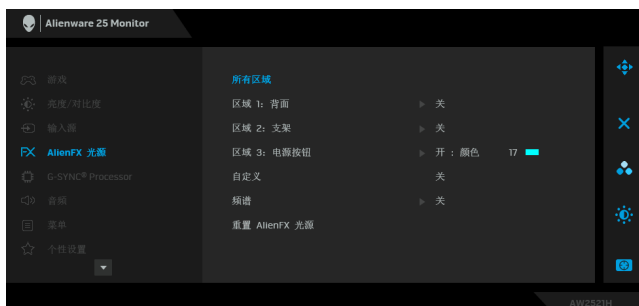 Alienware 25 Monitor
游戏
所有区域
亮度/对比度
区域 1: 背面 关
输入源
区域 2: 支架 关
AlienFX 光源
区域 3: 电源按钮 开 : 颜色 17
G-SYNC® Processor
自定义 关
音频
频谱 关
菜单
重置 AlienFX 光源
个性设置
AW2521H